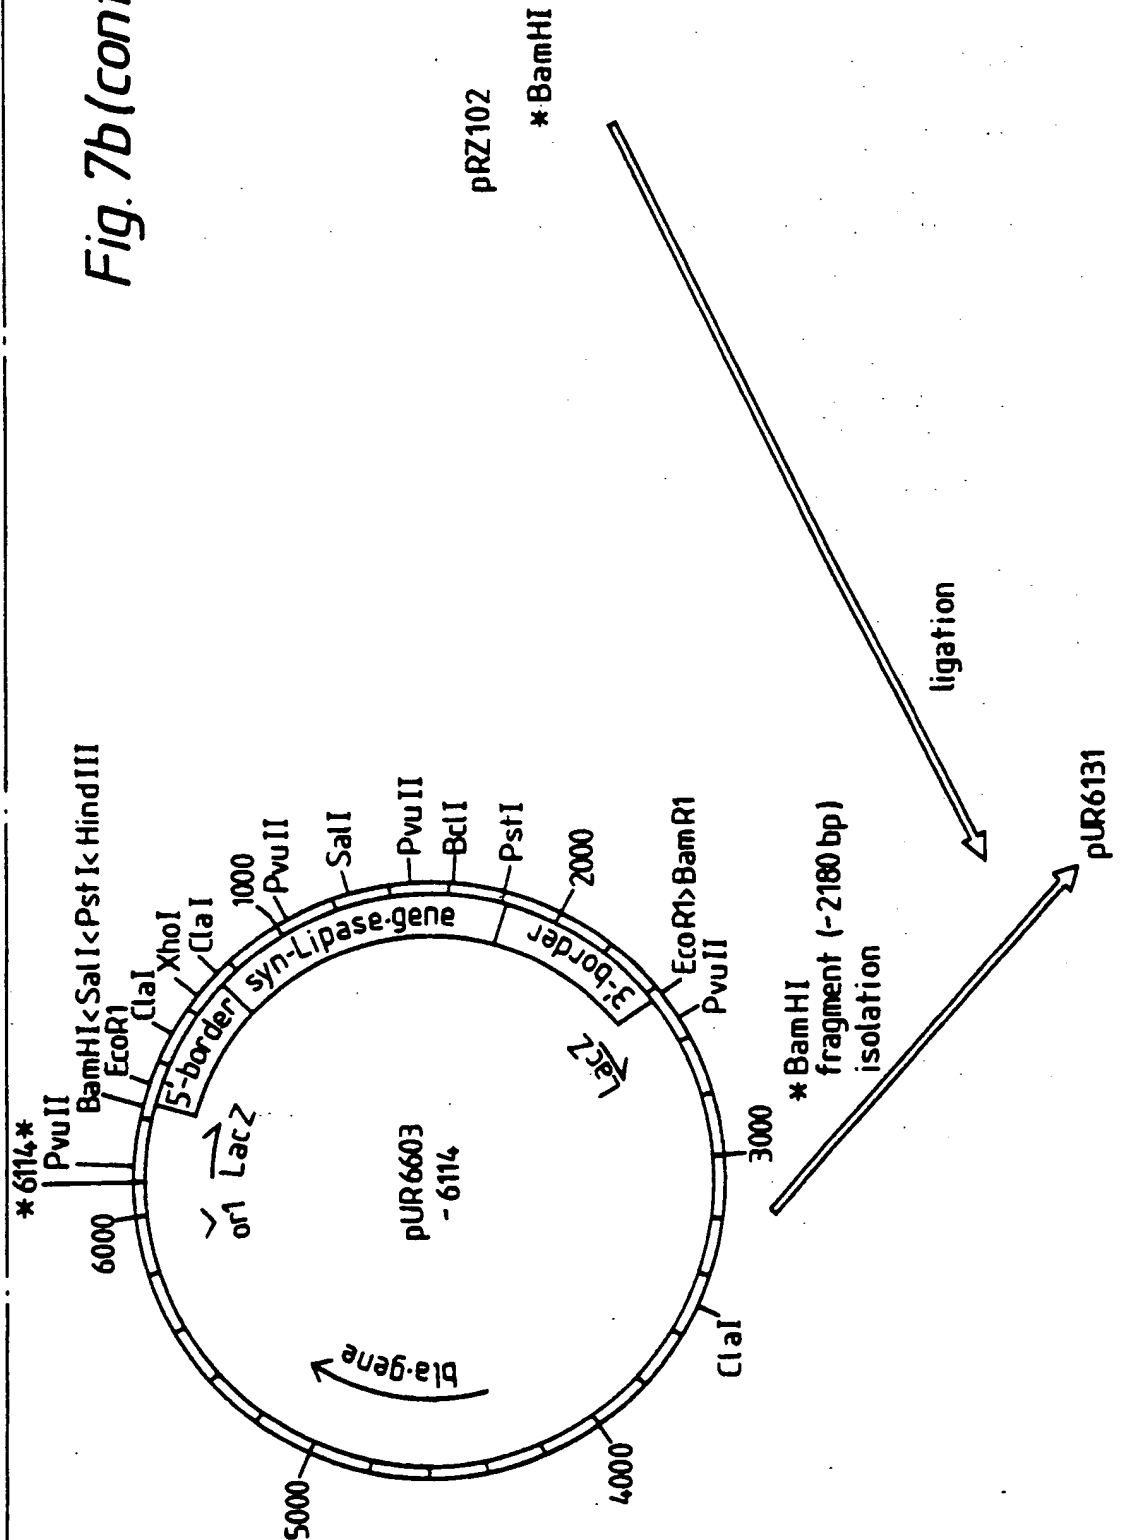 Fig. 7b(con
*6114*
PvuII
BamHI<SalI<PstI<HindIII
EcoR1
ClaI
XhoI
ClaI
1000
PvuII
SalI
PvuII
BclI
PstI
2000
EcoR1>BamR1
PvuII
3000
ClaI
4000
5000
6000
5'-border
syn-Lipase-gene
3'-border
ori
LacZ
LacZ
bla-gene
pUR6603
-6114
pRZ102
*BamHI
*BamHI
fragment (~2180 bp)
isolation
ligation
pUR6131